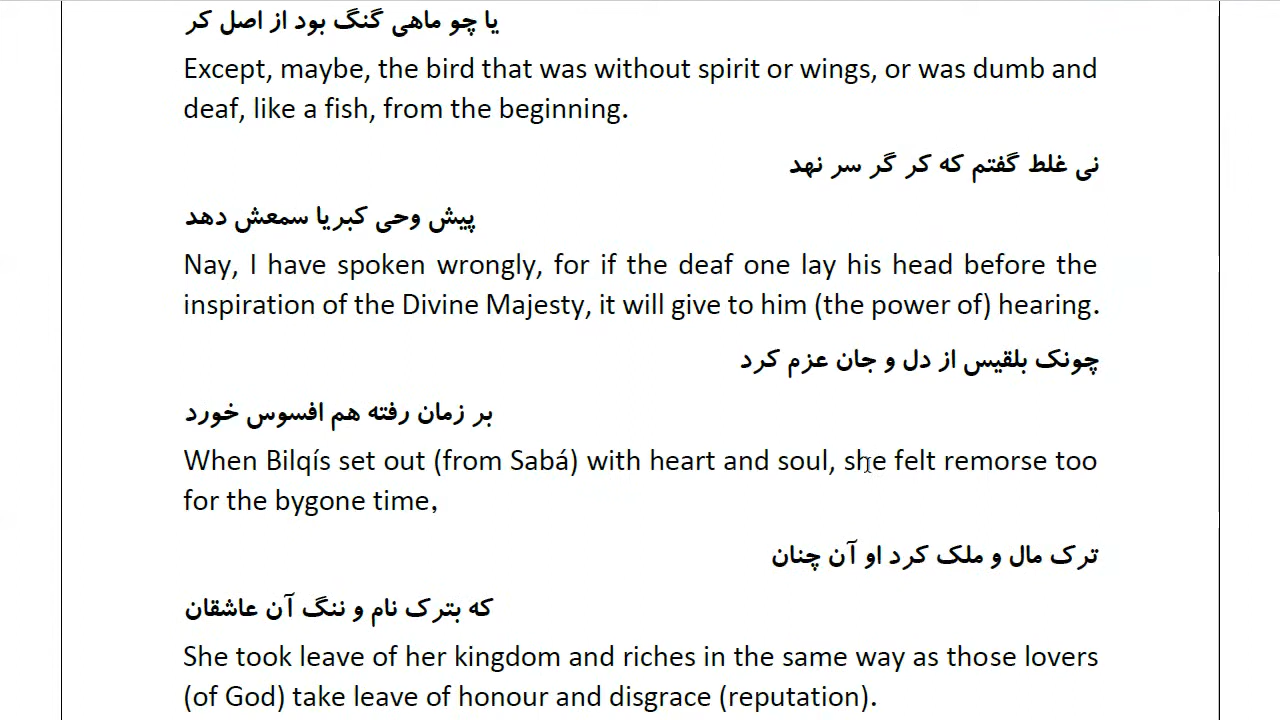 یا چو ماهی گنگ بود از اصل کر
Except, maybe, the bird that was without spirit or wings, or was dumb and
deaf, like a fish, from the beginning.
نی غلط گفتم که کر گر سر نهد
پیش وحی کبریا سمعش دهد
Nay, I have spoken wrongly, for if the deaf one lay his head before the
inspiration of the Divine Majesty, it will give to him (the power of) hearing.
چونک بلقیس از دل و جان عزم کرد
بر زمان رفته هم افسوس خورد
When Bilqís set out (from Sabá) with heart and soul, she felt remorse too
for the bygone time,
ترک مال و ملک کرد او آن چنان
که بترک نام و ننگ آن عاشقان
She took leave of her kingdom and riches in the same way as those lovers
(of God) take leave of honour and disgrace (reputation).